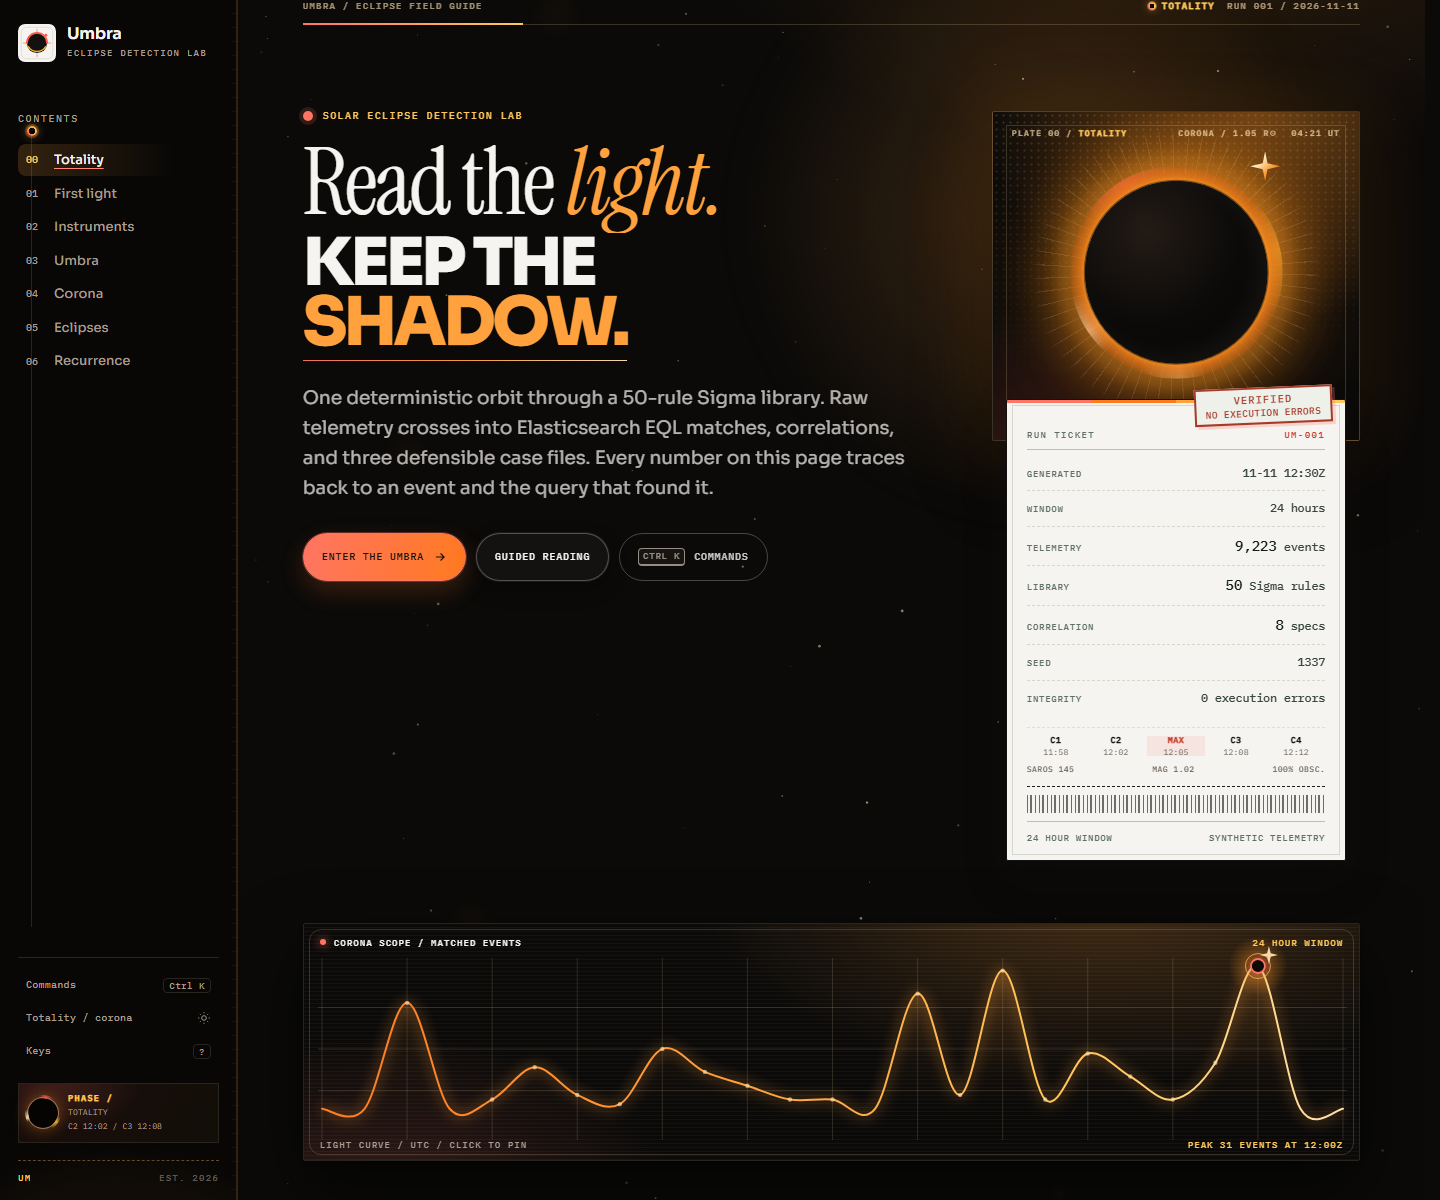 Umbra
ECLIPSE DETECTION LAB
CONTENTS
00 Totality
01 First light
02 Instruments
03 Umbra
04 Corona
05 Eclipses
06 Recurrence
Commands Ctrl K
Totality / corona
Keys ?
PHASE /
TOTALITY
C2 12:02 / C3 12:08
UM EST. 2026
UMBRA / ECLIPSE FIELD GUIDE
TOTALITY RUN 001 / 2026-11-11
SOLAR ECLIPSE DETECTION LAB
Read the light.
KEEP THE
SHADOW.
One deterministic orbit through a 50-rule Sigma library. Raw
telemetry crosses into Elasticsearch EQL matches, correlations,
and three defensible case files. Every number on this page traces
back to an event and the query that found it.
ENTER THE UMBRA →
GUIDED READING
CTRL K COMMANDS
PLATE 00 / TOTALITY CORONA / 1.05 R⊙ 04:21 UT
VERIFIED
NO EXECUTION ERRORS
RUN TICKET UM-001
GENERATED 11-11 12:30Z
WINDOW 24 hours
TELEMETRY 9,223 events
LIBRARY 50 Sigma rules
CORRELATION 8 specs
SEED 1337
INTEGRITY 0 execution errors
C1 C2 MAX C3 C4
11:58 12:02 12:05 12:08 12:12
SAROS 145 MAG 1.02 100% OBSC.
24 HOUR WINDOW SYNTHETIC TELEMETRY
CORONA SCOPE / MATCHED EVENTS 24 HOUR WINDOW
LIGHT CURVE / UTC / CLICK TO PIN PEAK 31 EVENTS AT 12:00Z